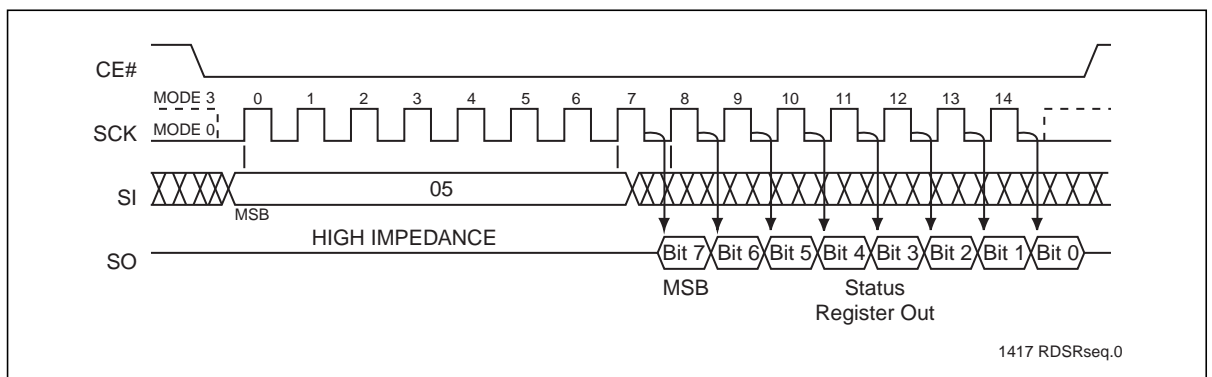 CE#
MODE 3
0 1 2 3 4 5 6 7 8 9 10 11 12 13 14
SCK
MODE 0
SI
05
MSB
HIGH IMPEDANCE
SO
Bit 7 Bit 6 Bit 5 Bit 4 Bit 3 Bit 2 Bit 1 Bit 0
MSB
Status
Register Out
1417 RDSRseq.0